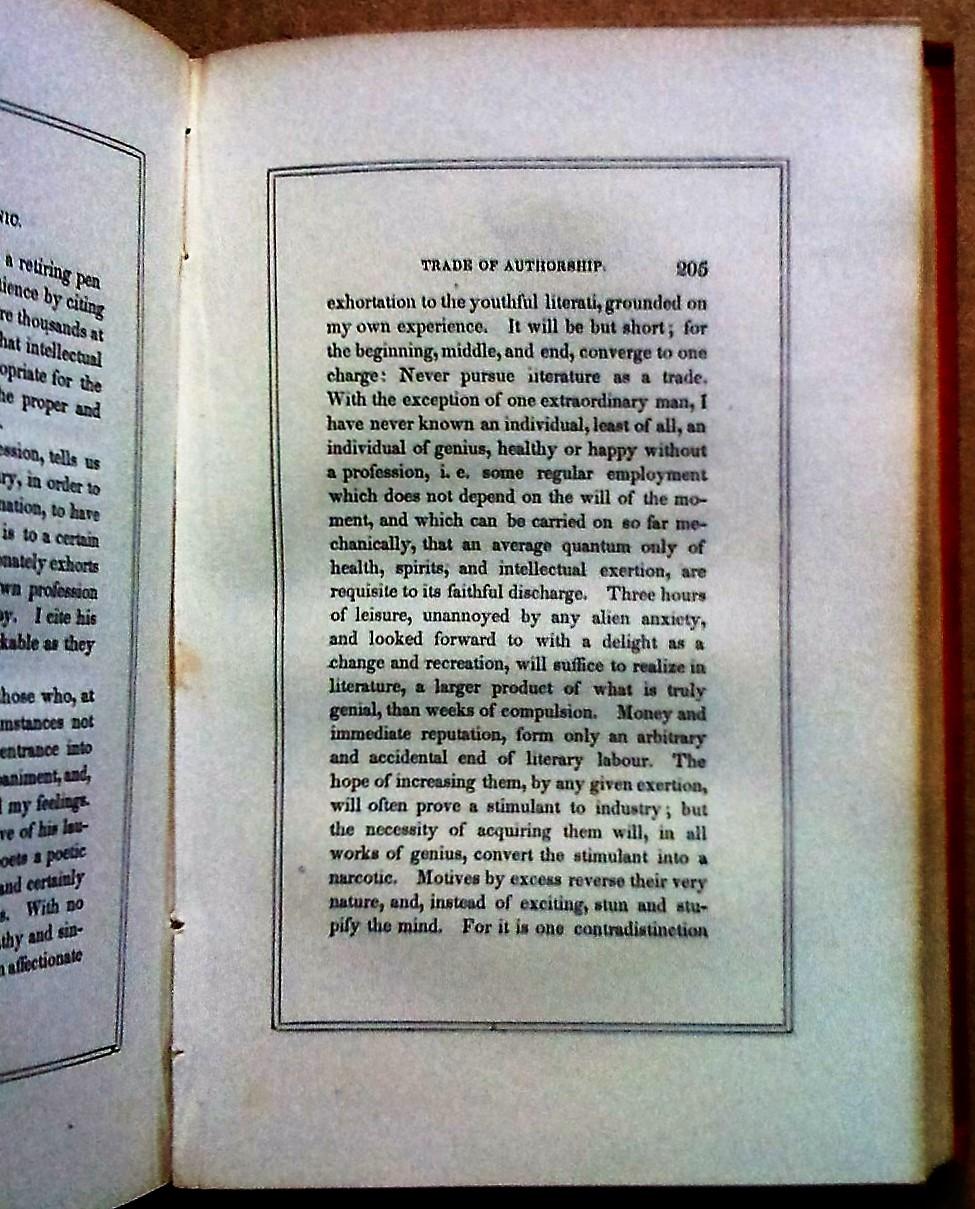 NIC.
a retiring pen
ience by citing
re thousands at
hat intellectual
opriate for the
he proper and
ession, tells us
ry, in order to
nation, to have
is to a certain
onately exhorts
wn profession
oy. I cite his
kable as they
hose who, at
mstances not
entrance into
paniment, and,
my feelings.
ve of his lau-
oets a poetic
and certainly
s. With no
thy and sin-
affectionate
TRADE OF AUTHORSHIP. 205
exhortation to the youthful literati, grounded on
my own experience. It will be but short; for
the beginning, middle, and end, converge to one
charge: Never pursue literature as a trade.
With the exception of one extraordinary man, I
have never known an individual, least of all, an
individual of genius, healthy or happy without
a profession, i. e. some regular employment
which does not depend on the will of the mo-
ment, and which can be carried on so far me-
chanically, that an average quantum only of
health, spirits, and intellectual exertion, are
requisite to its faithful discharge. Three hours
of leisure, unannoyed by any alien anxiety,
and looked forward to with a delight as a
change and recreation, will suffice to realize in
literature, a larger product of what is truly
genial, than weeks of compulsion. Money and
immediate reputation, form only an arbitrary
and accidental end of literary labour. The
hope of increasing them, by any given exertion,
will often prove a stimulant to industry; but
the necessity of acquiring them will, in all
works of genius, convert the stimulant into a
narcotic. Motives by excess reverse their very
nature, and, instead of exciting, stun and stu-
pify the mind. For it is one contradistinction